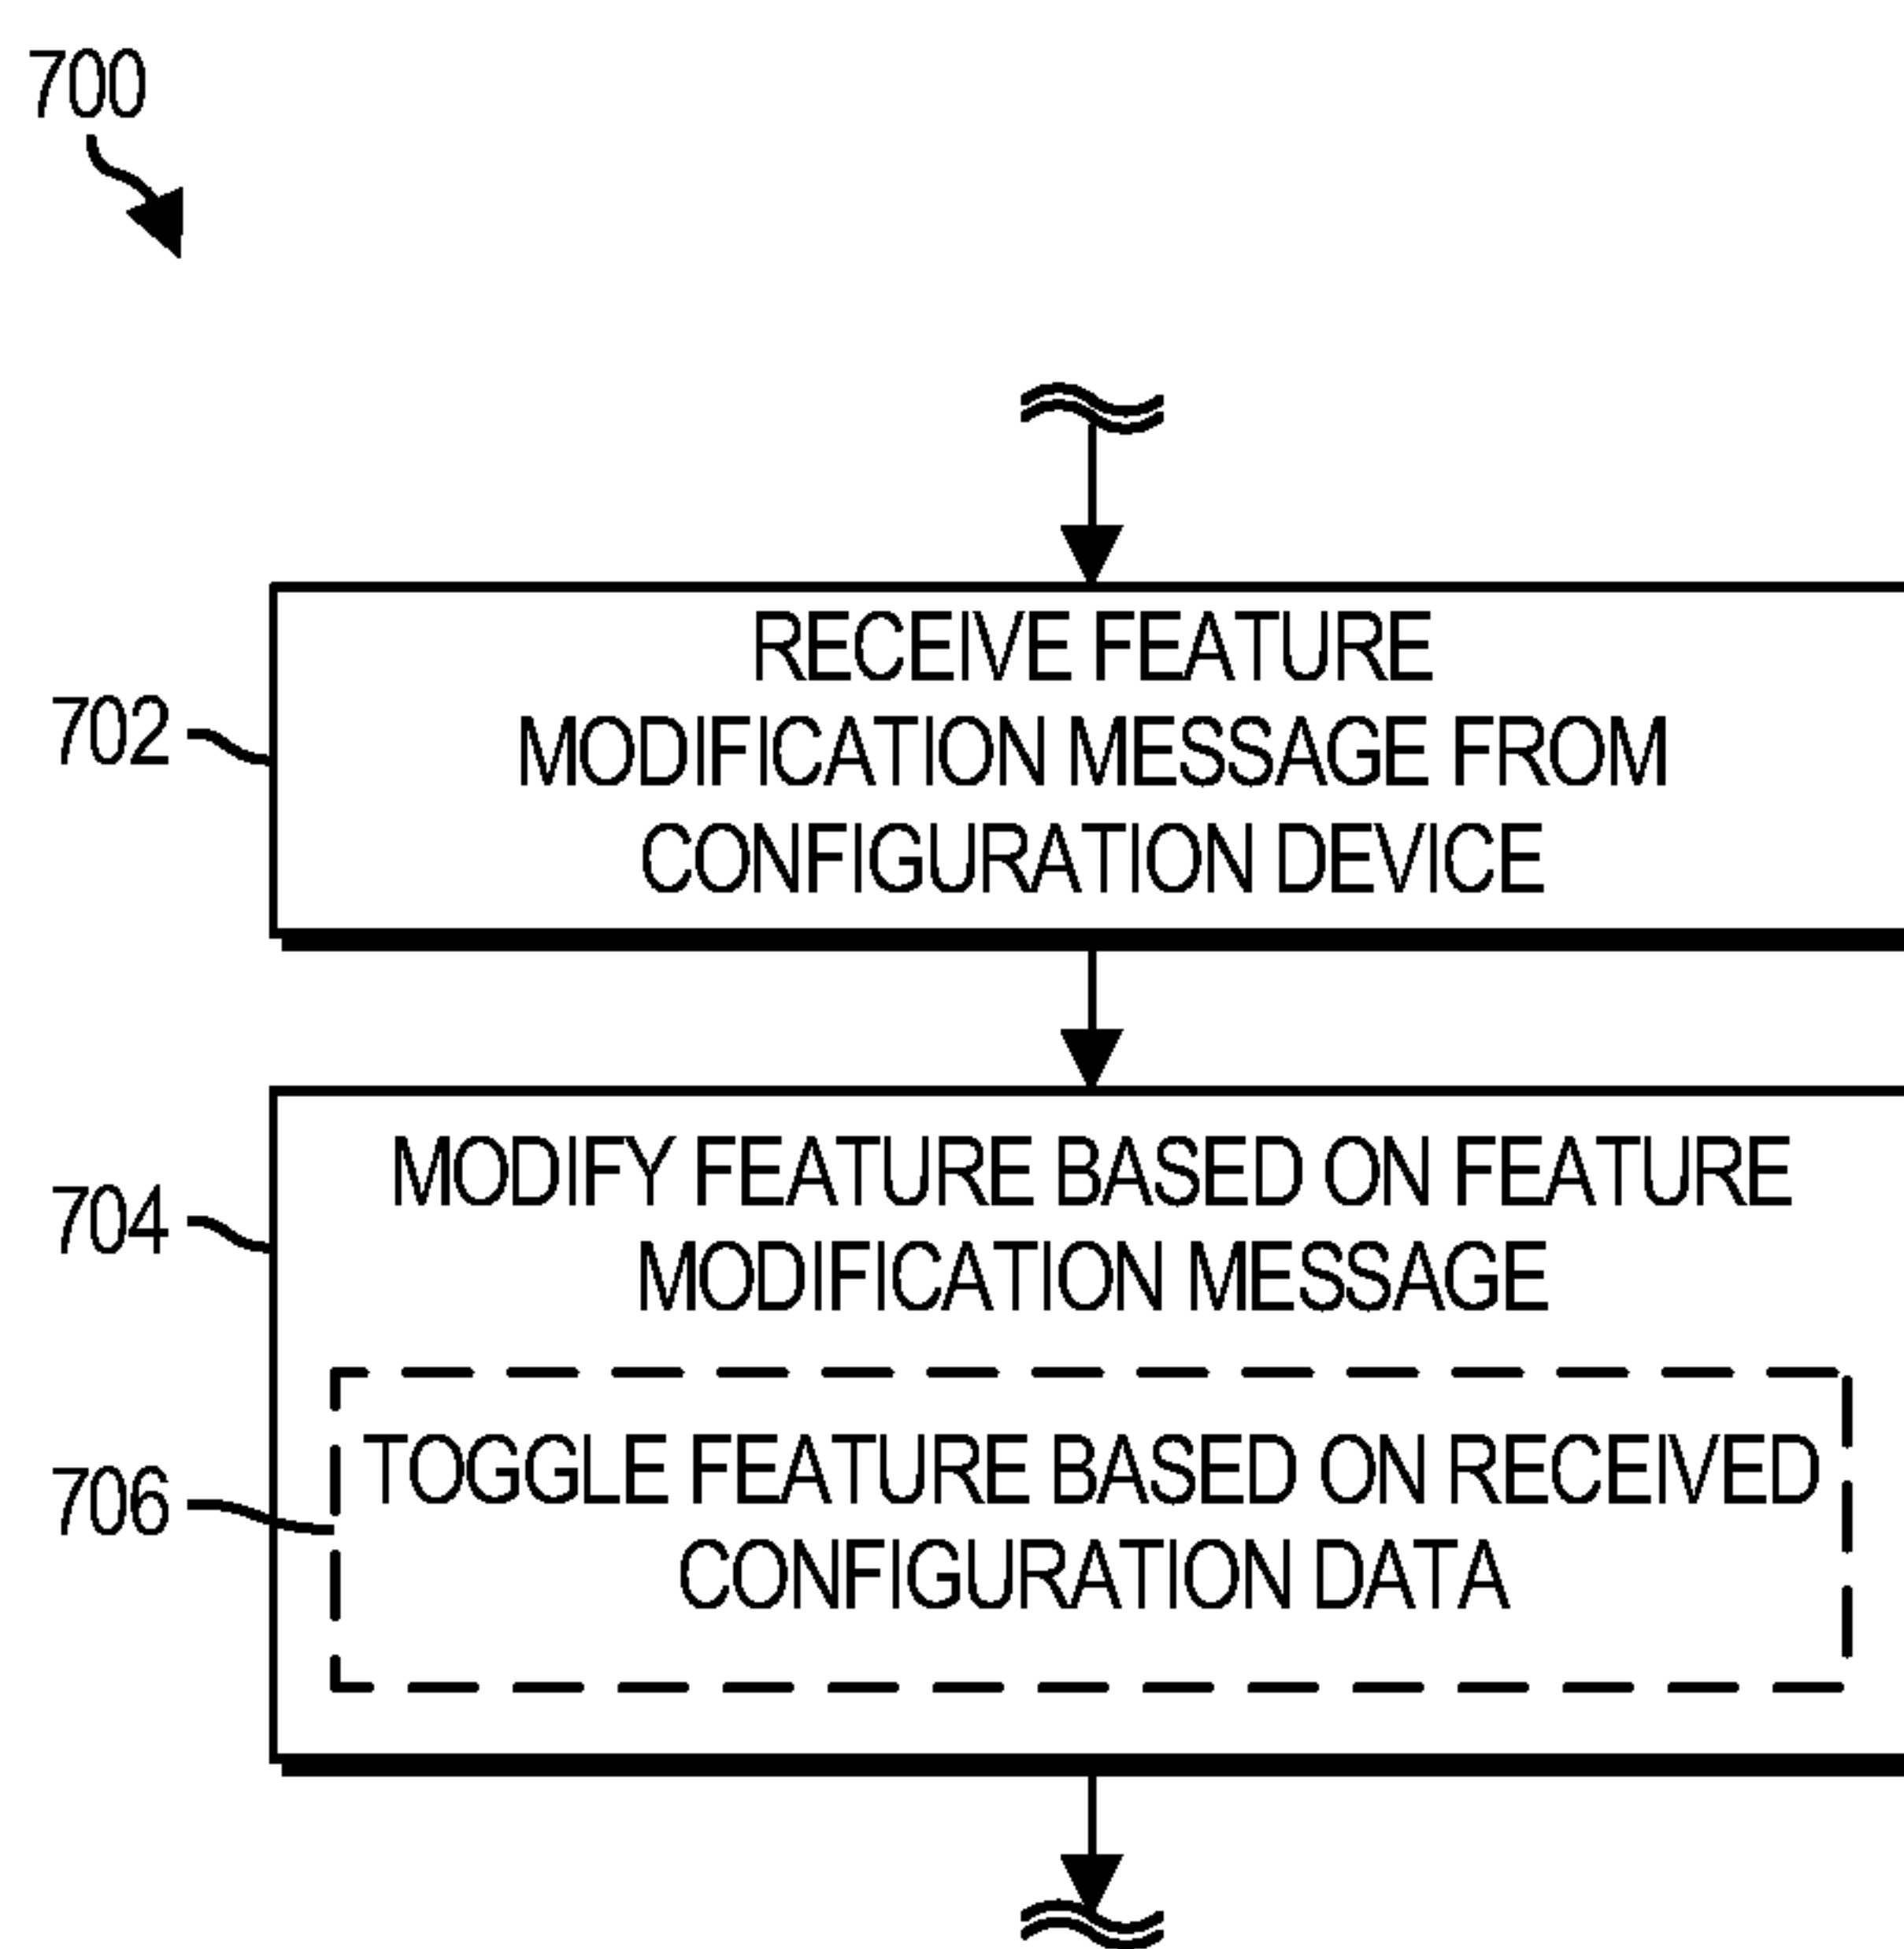 700
702
RECEIVE FEATURE
MODIFICATION MESSAGE FROM
CONFIGURATION DEVICE
704
MODIFY FEATURE BASED ON FEATURE
MODIFICATION MESSAGE
706
TOGGLE FEATURE BASED ON RECEIVED
CONFIGURATION DATA